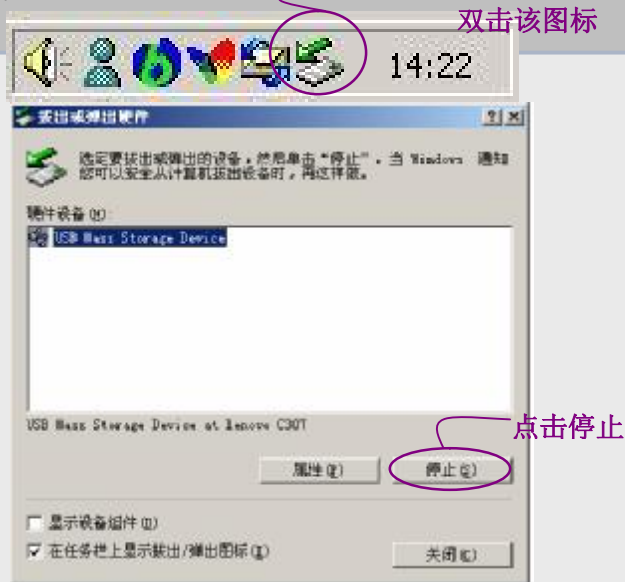 双击该图标
14:22
拔出或弹出硬件
选定要拔出或弹出的设备，然后单击“停止”。当 Windows 通知
您可以安全从计算机拔出设备时，再这样做。
硬件设备(H):
USB Mass Storage Device
USB Mass Storage Device at lenovo C30T
点击停止
属性(P) 停止(S)
显示设备组件(D)
在任务栏上显示拔出/弹出图标(I)
关闭(C)